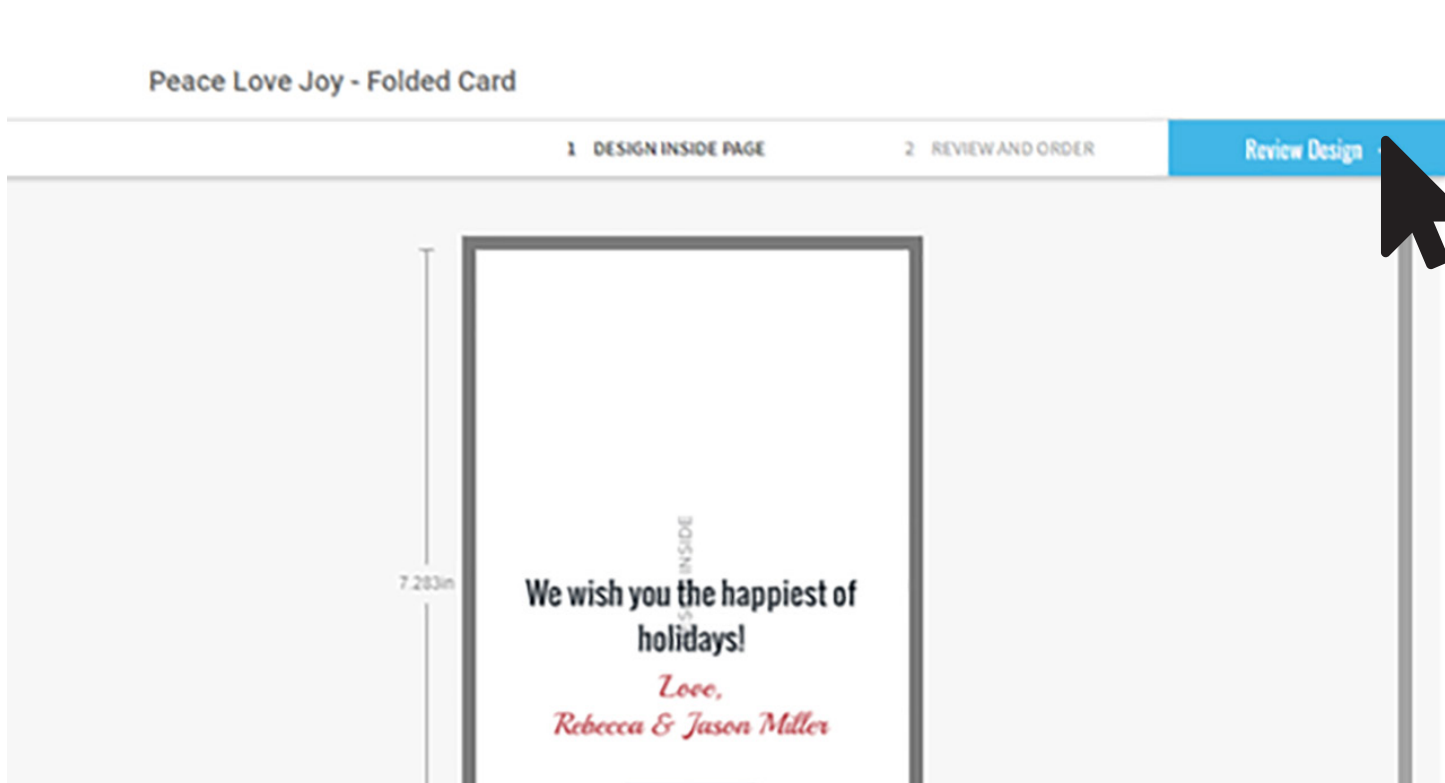 Peace Love Joy - Folded Card
1 DESIGN INSIDE PAGE
2 REVIEW AND ORDER
Review Design
INSIDE
7.283in
We wish you the happiest of
holidays!
Love,
Rebecca & Jason Miller